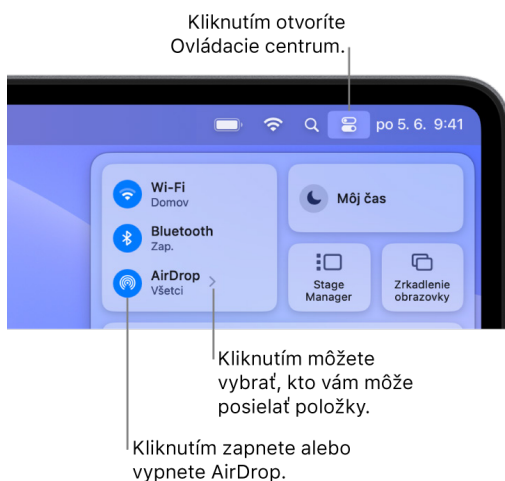 Kliknutím otvoríte
Ovládacie centrum.
po 5. 6. 9:41
Wi-Fi
Domov
Bluetooth
Zap.
AirDrop
Všetci
Môj čas
Stage
Manager
Zrkadlenie
obrazovky
Kliknutím môžete
vybrať, kto vám môže
posielať položky.
Kliknutím zapnete alebo
vypnete AirDrop.